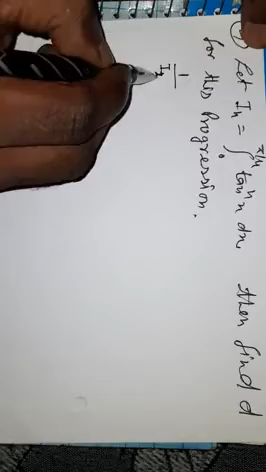 Let Iₙ = ∫₀^π/4 tanⁿx dx then find d
for this Progression.
1/I₂